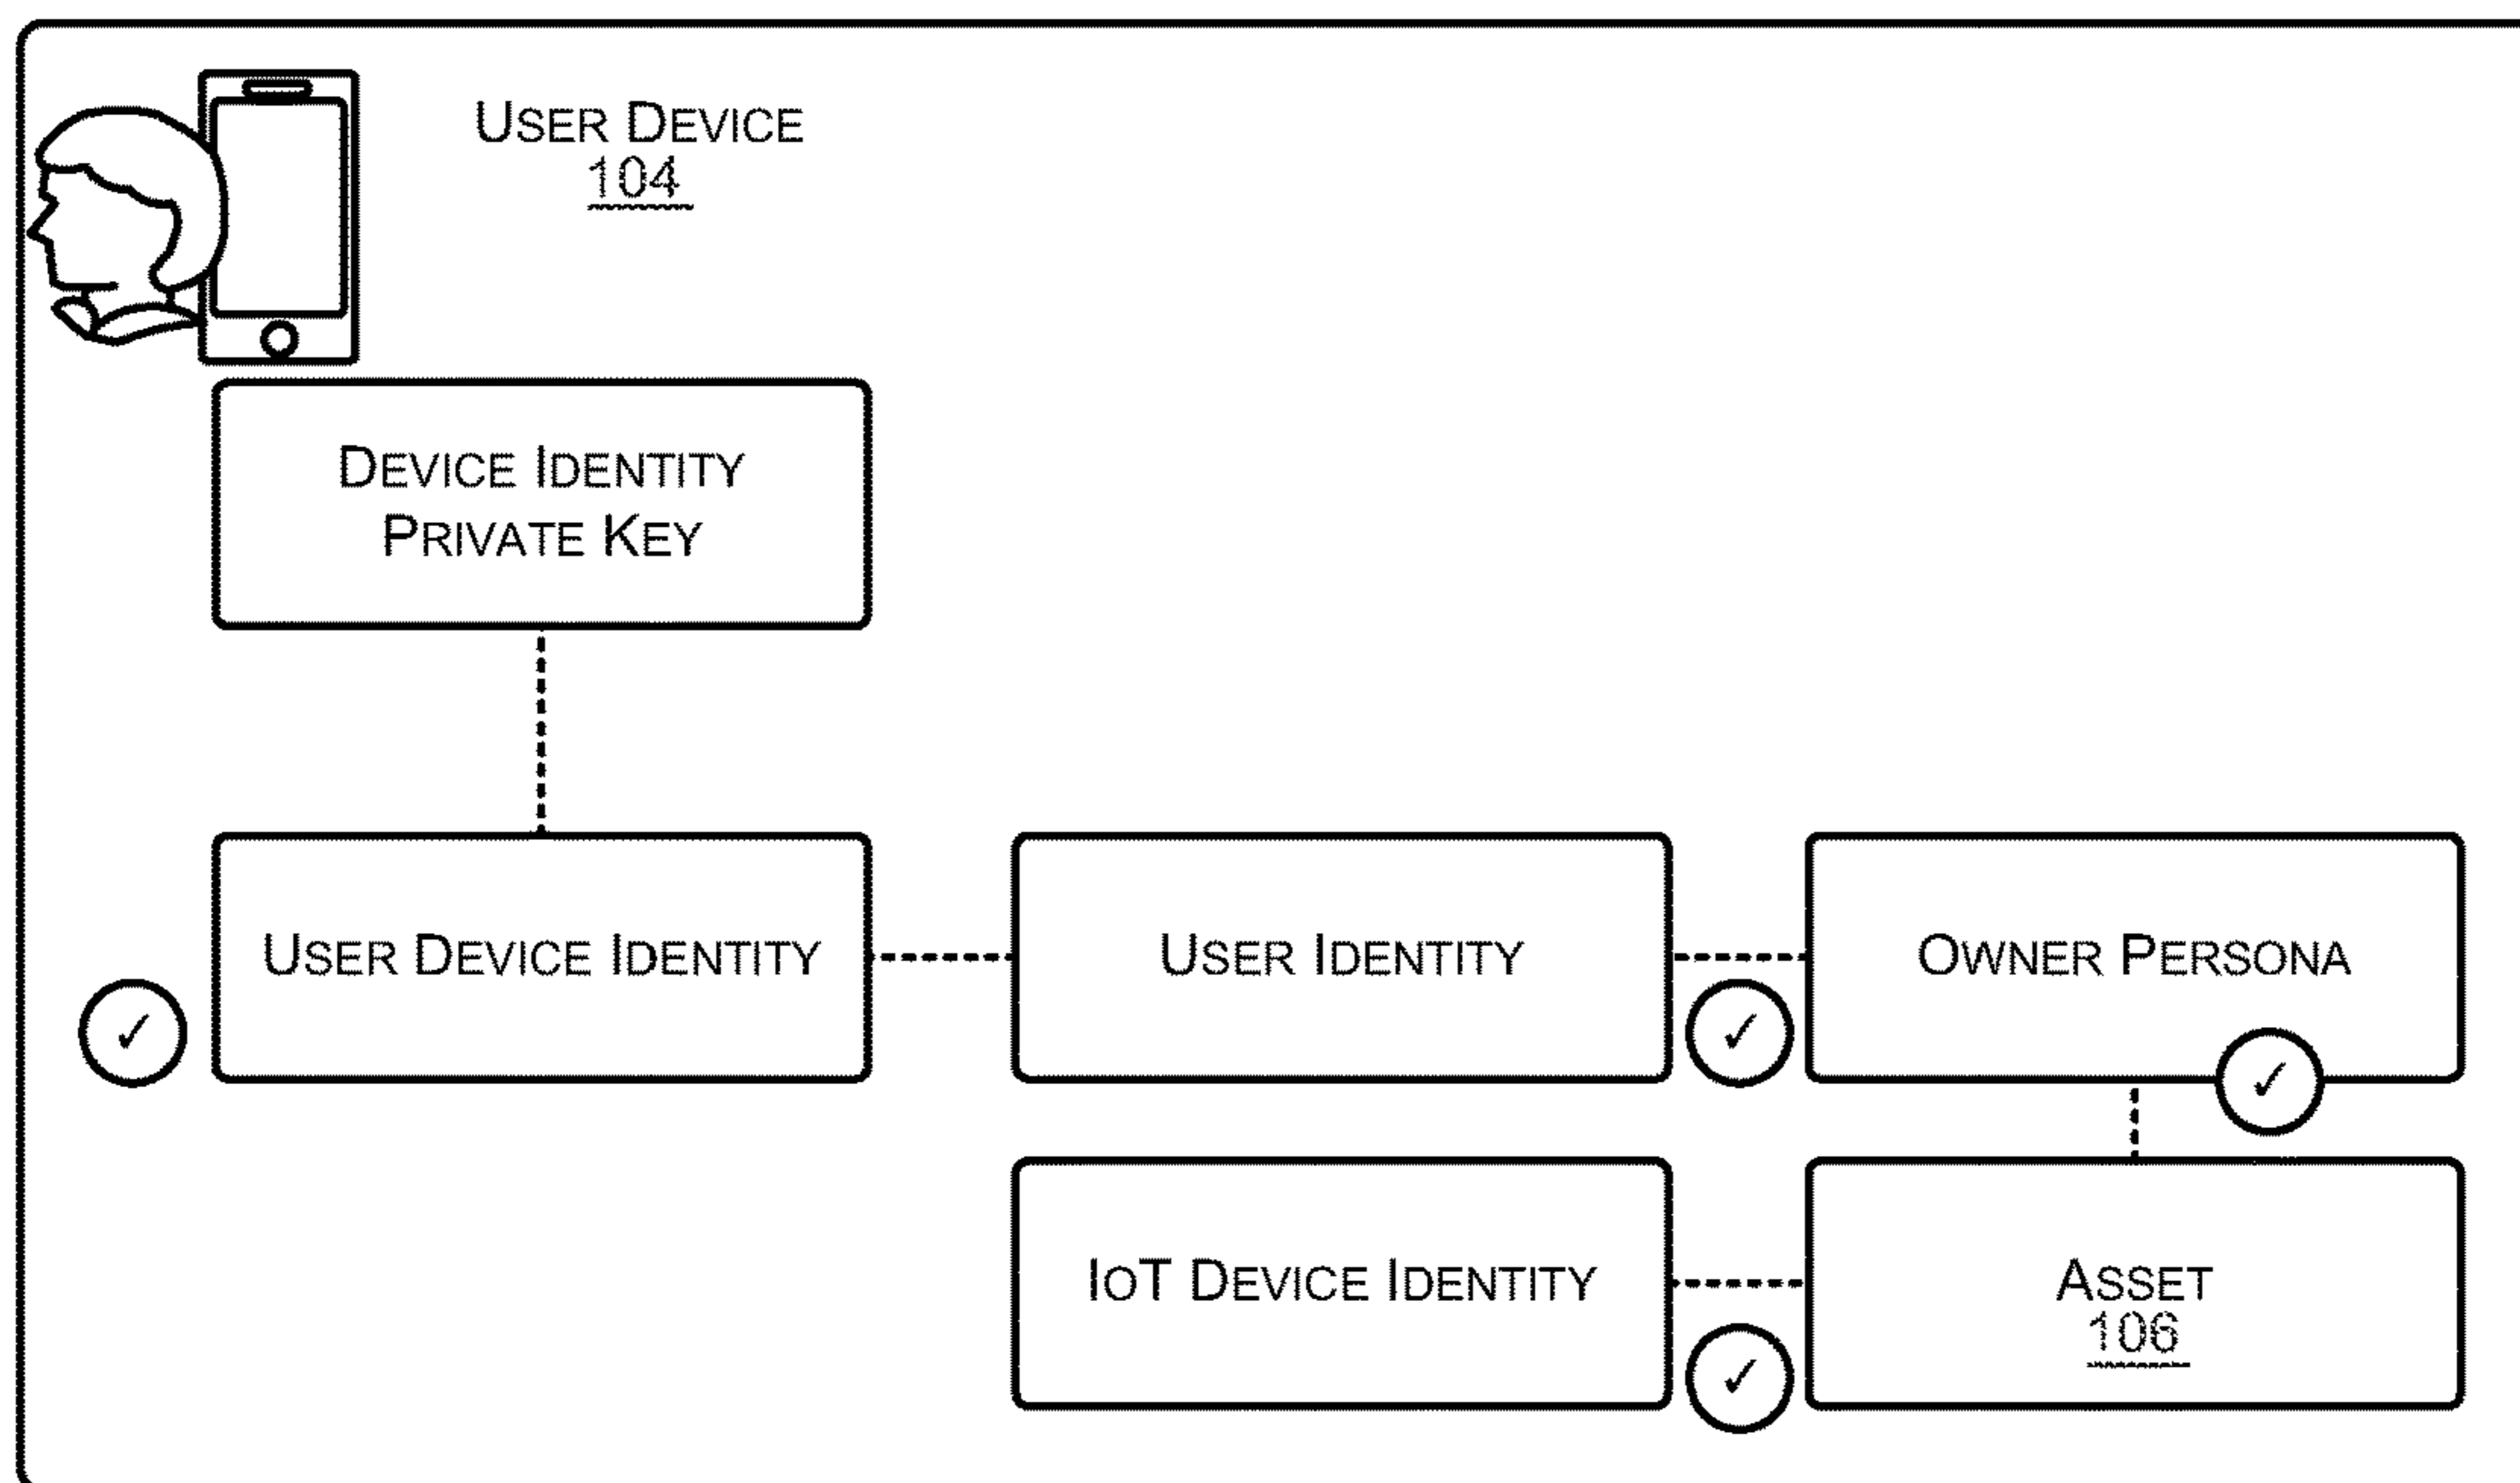 USER DEVICE
104
DEVICE IDENTITY
PRIVATE KEY
USER DEVICE IDENTITY
USER IDENTITY
OWNER PERSONA
✓
✓
✓
IOT DEVICE IDENTITY
ASSET
106
✓